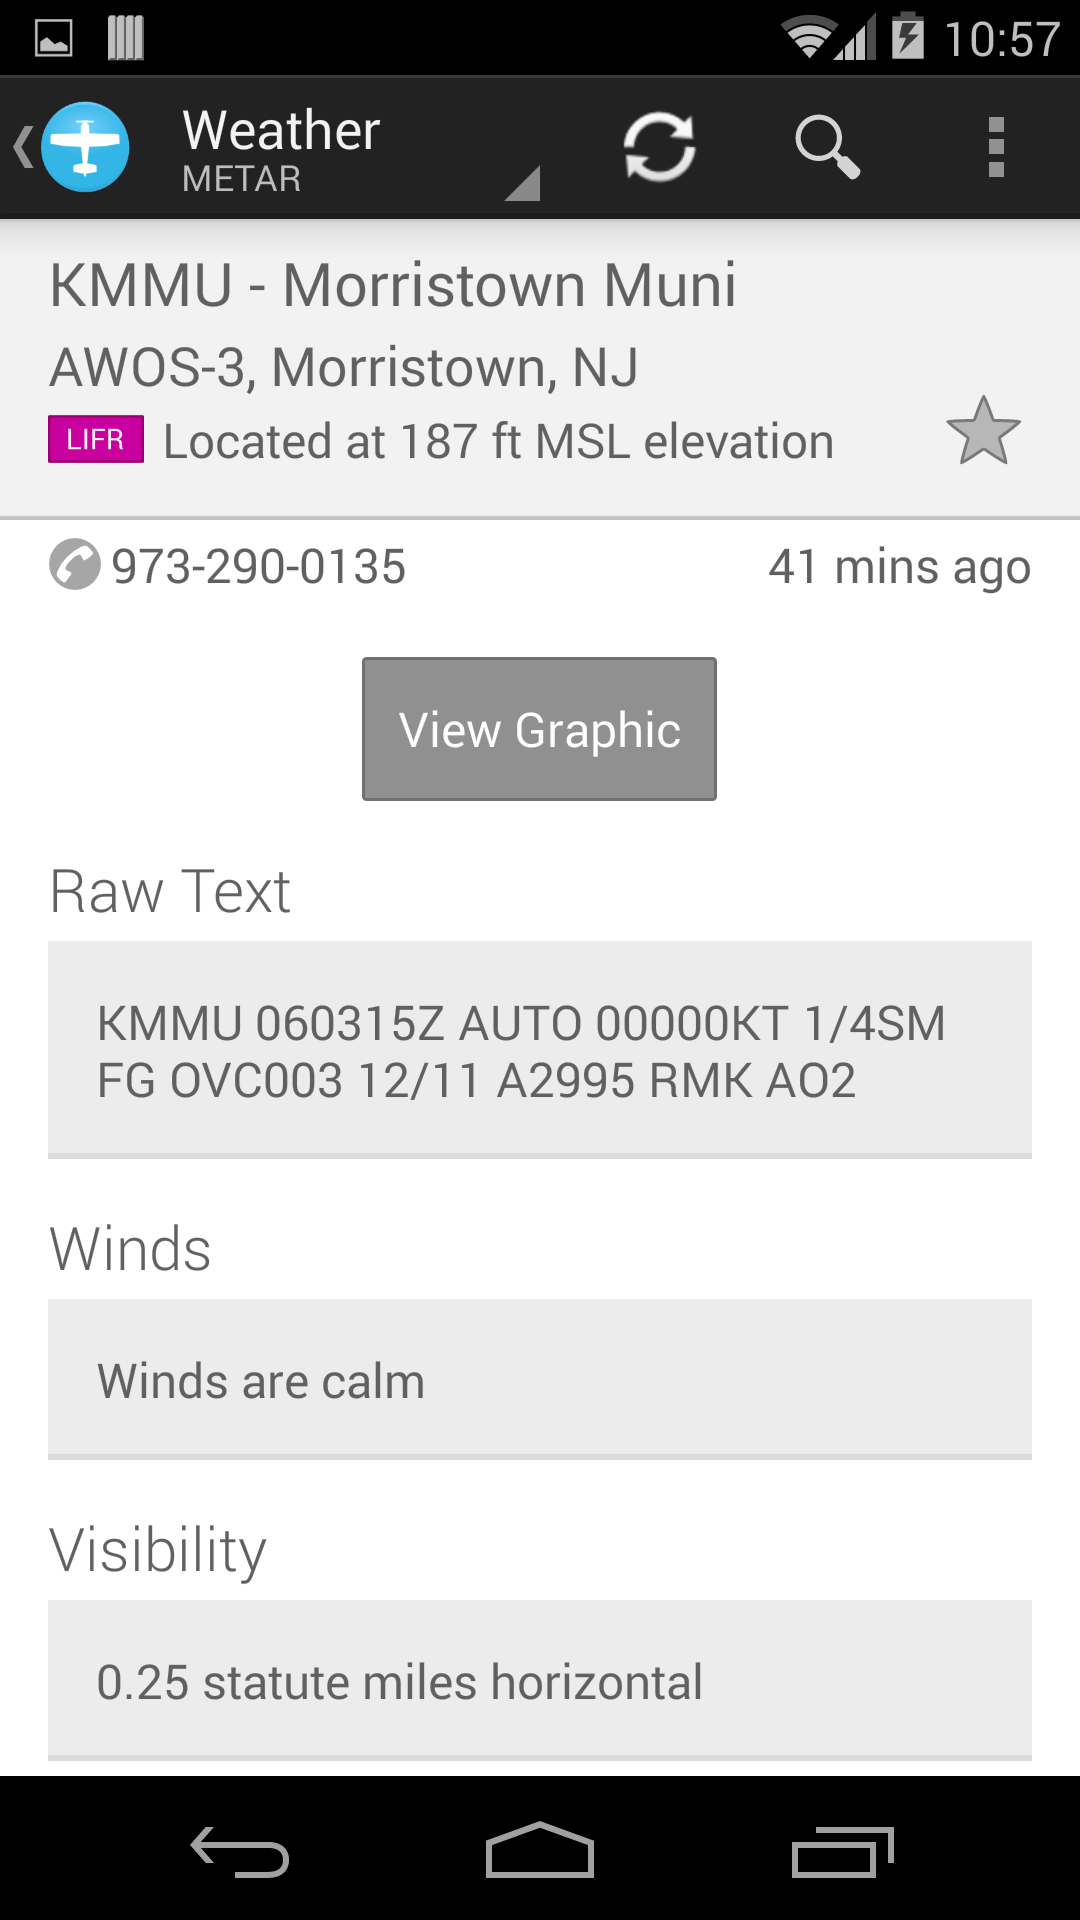 10:57
Weather
METAR
KMMU - Morristown Muni
AWOS-3, Morristown, NJ
LIFR Located at 187 ft MSL elevation
973-290-0135 41 mins ago
View Graphic
Raw Text
KMMU 060315Z AUTO 00000KT 1/4SM
FG OVC003 12/11 A2995 RMK AO2
Winds
Winds are calm
Visibility
0.25 statute miles horizontal